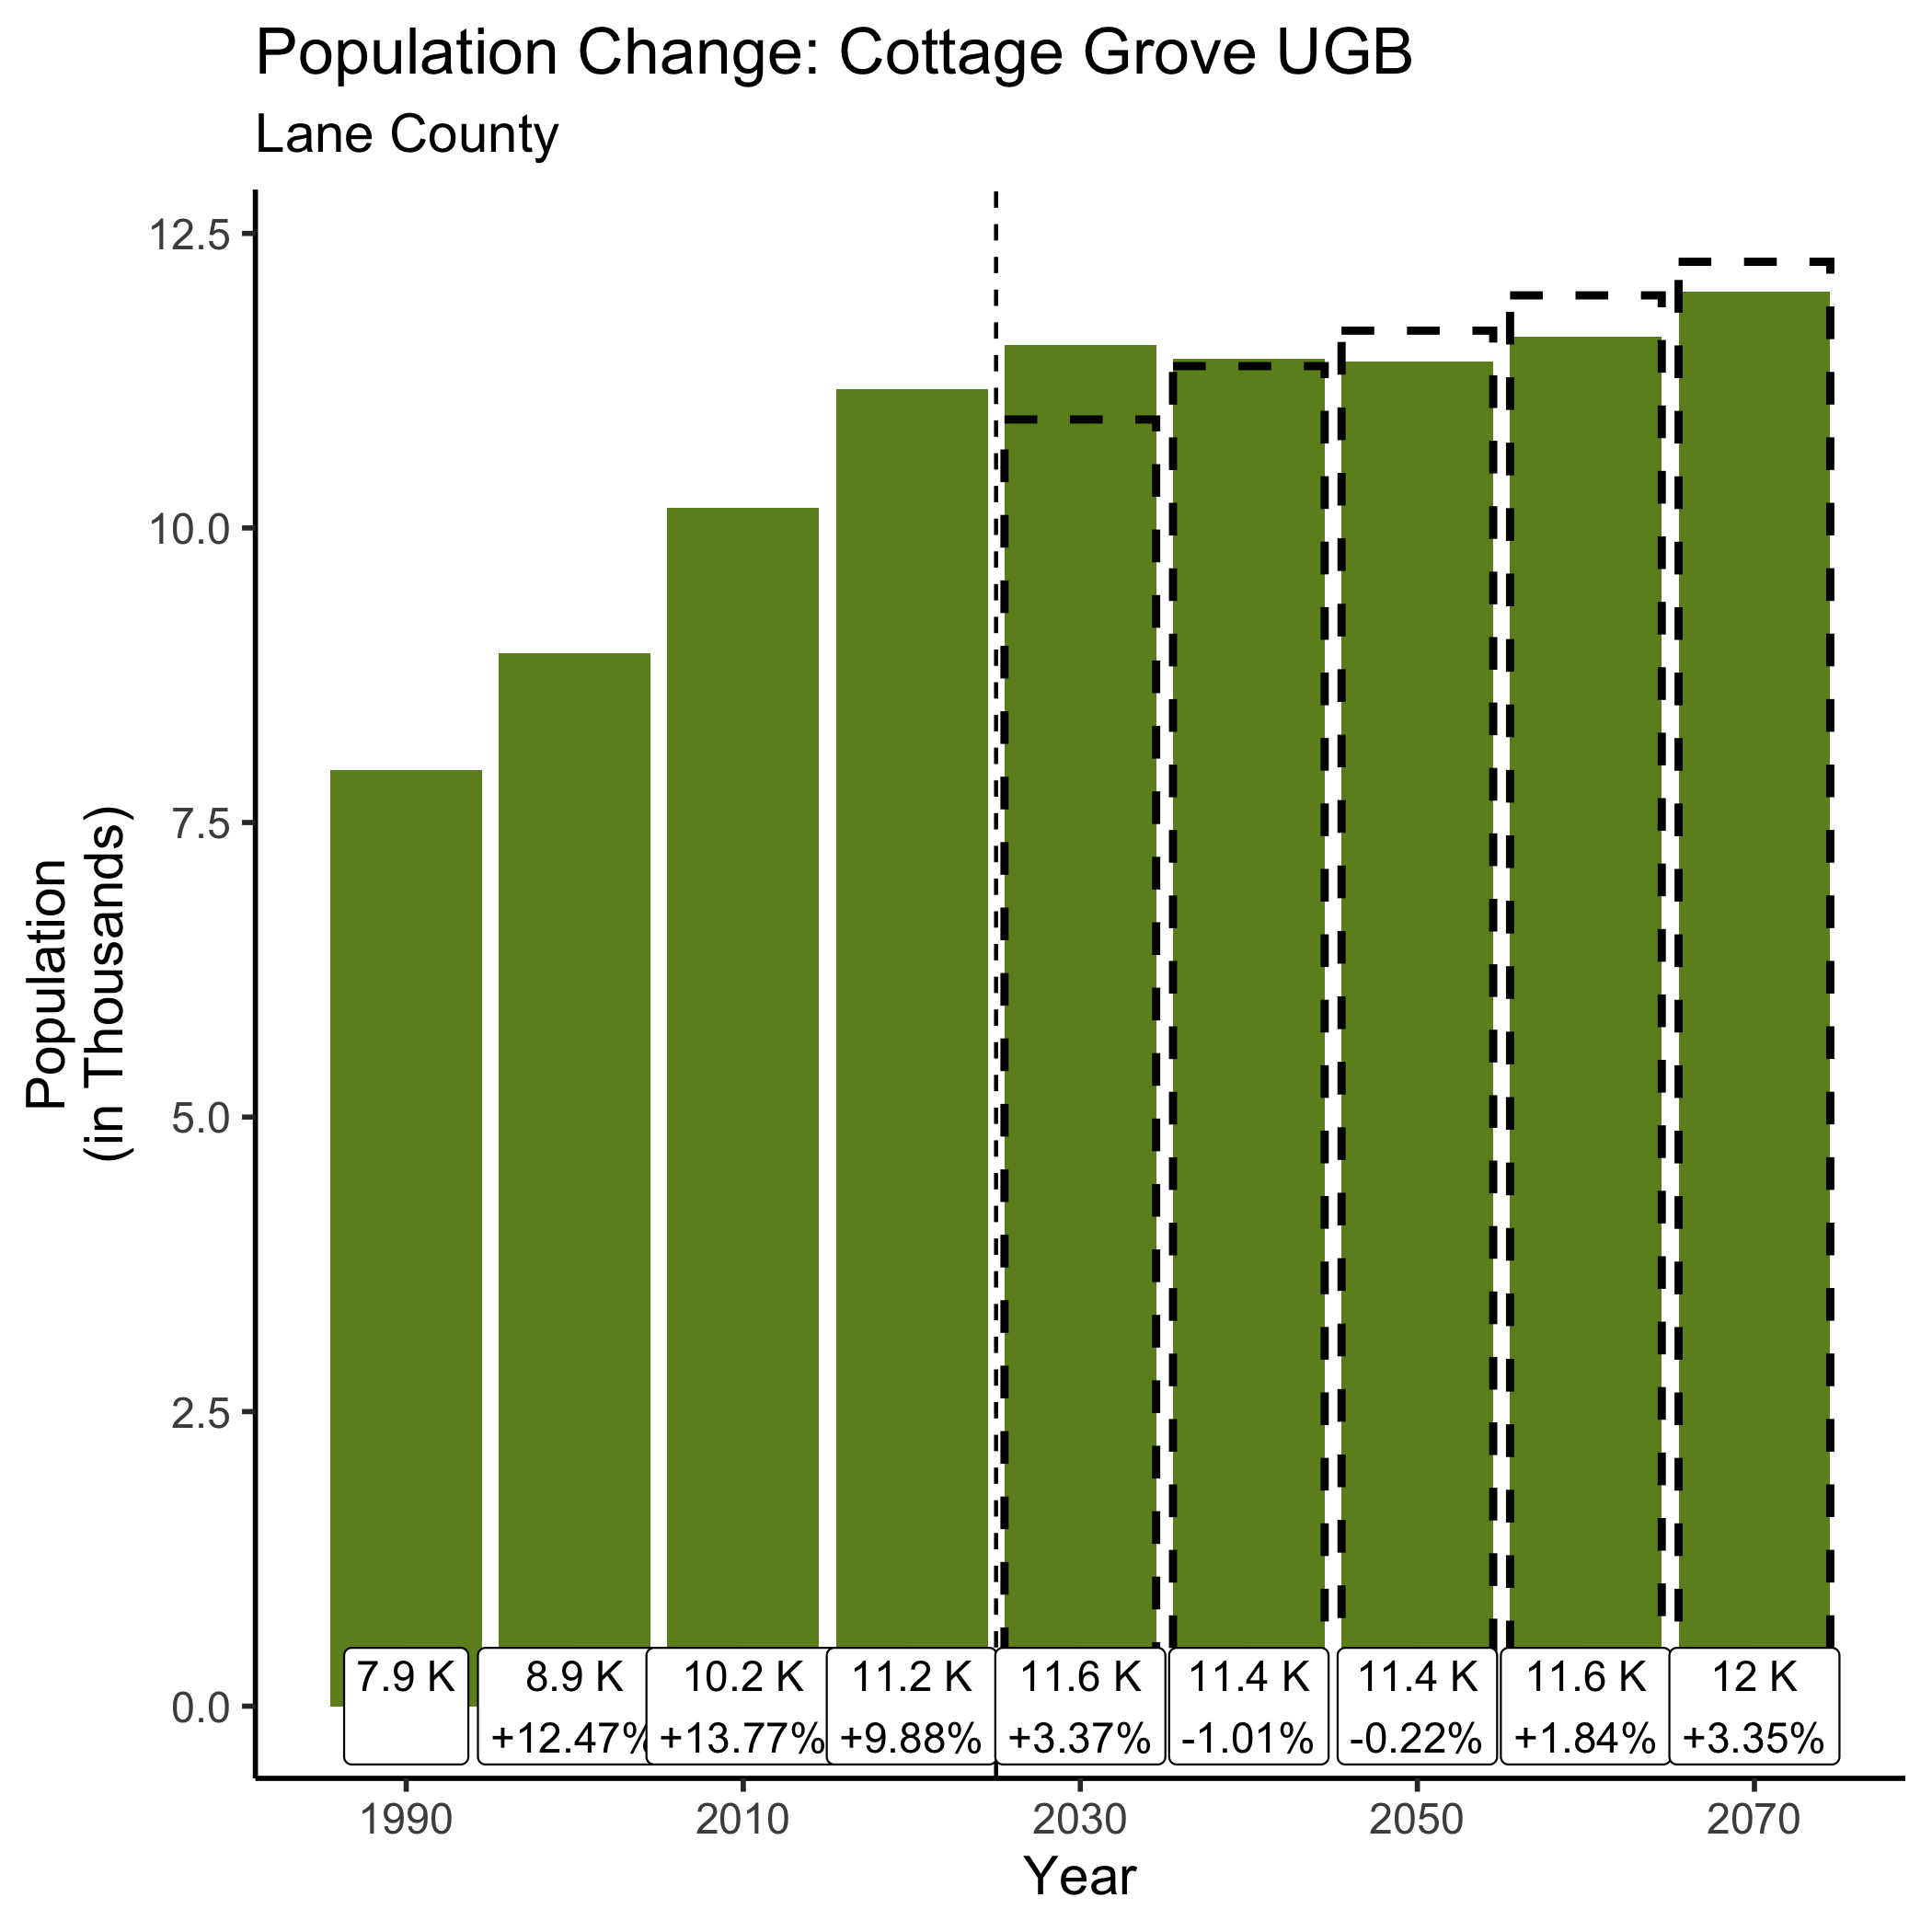 Population Change: Cottage Grove UGB
Lane County
Population
(in Thousands)
12.5
10.0
7.5
5.0
2.5
0.0
7.9 K
8.9 K
+12.47%
10.2 K
+13.77%
11.2 K
+9.88%
11.6 K
+3.37%
11.4 K
-1.01%
11.4 K
-0.22%
11.6 K
+1.84%
12 K
+3.35%
1990
2010
2030
2050
2070
Year